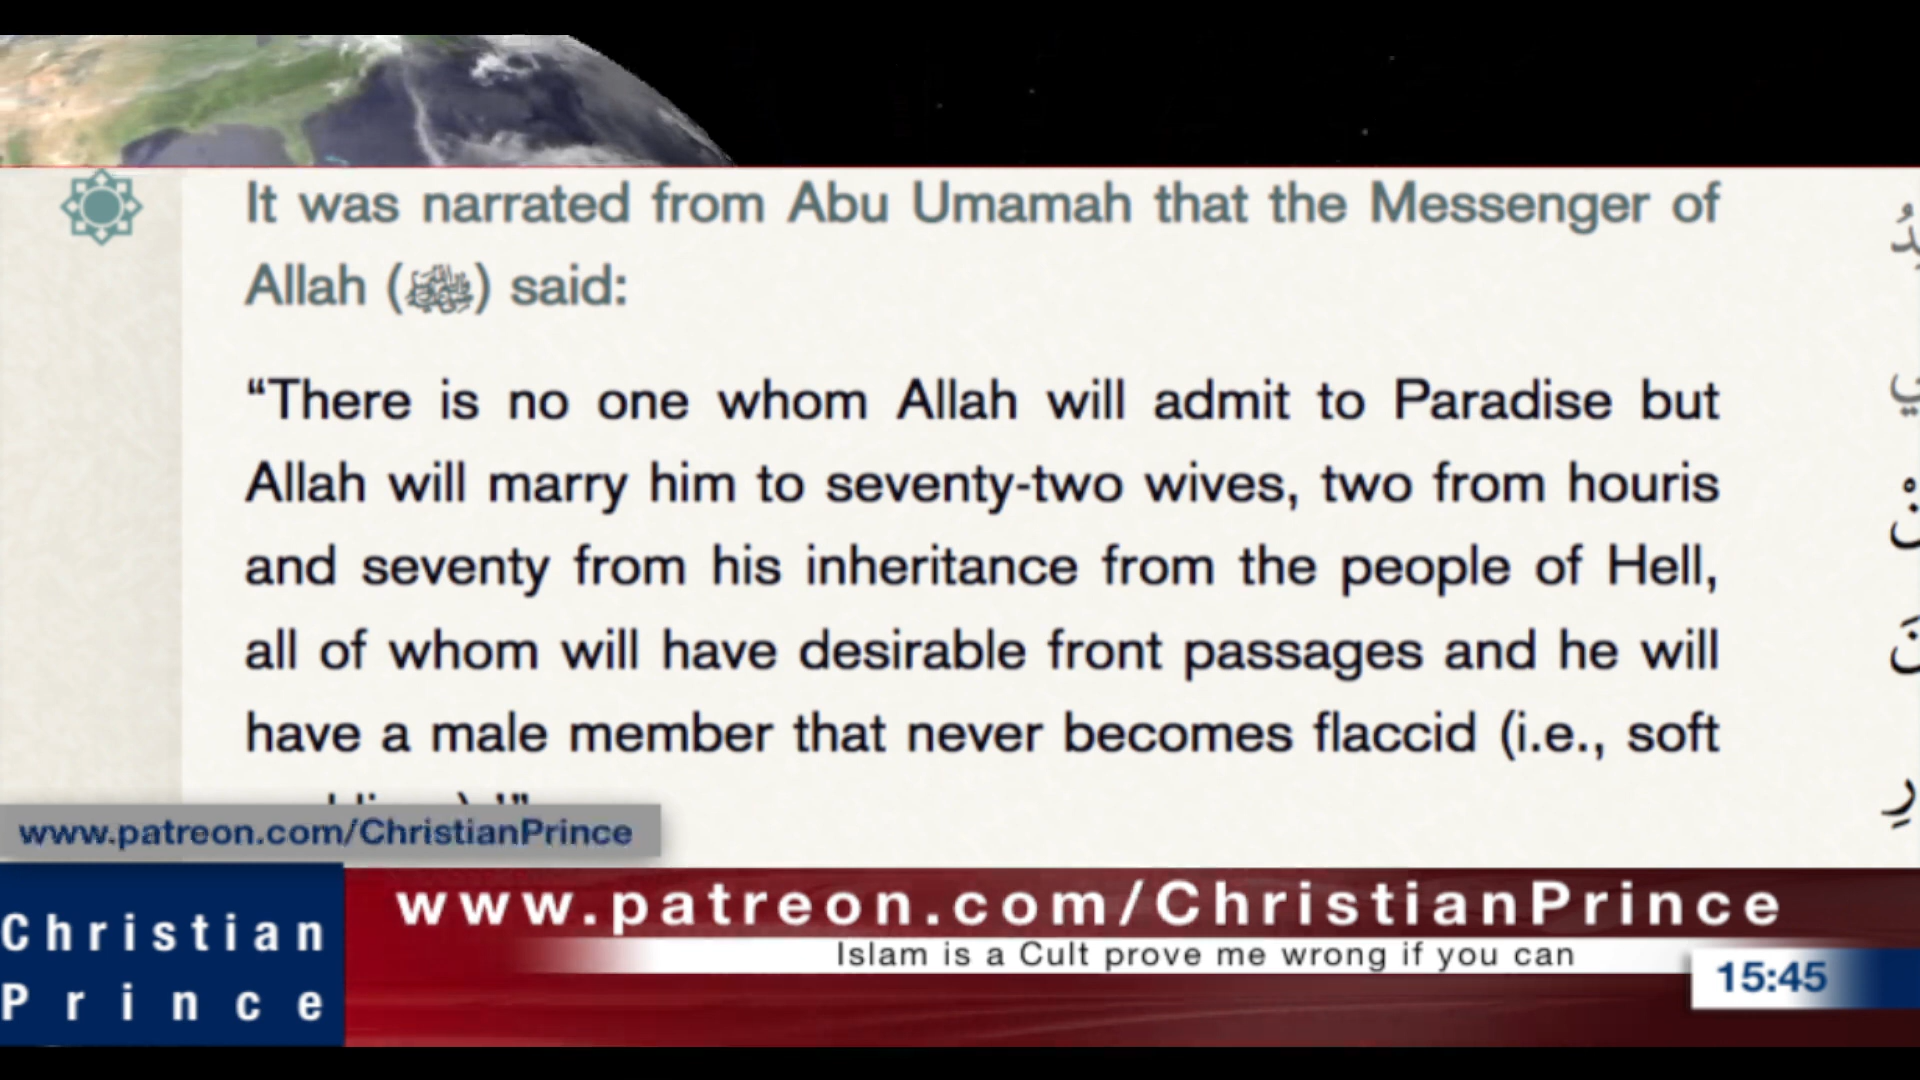 It was narrated from Abu Umamah that the Messenger of
Allah (ﷺ) said:
“There is no one whom Allah will admit to Paradise but
Allah will marry him to seventy-two wives, two from houris
and seventy from his inheritance from the people of Hell,
all of whom will have desirable front passages and he will
have a male member that never becomes flaccid (i.e., soft
www.patreon.com/ChristianPrince
Christian
Prince
www.patreon.com/ChristianPrince
Islam is a Cult prove me wrong if you can
15:45